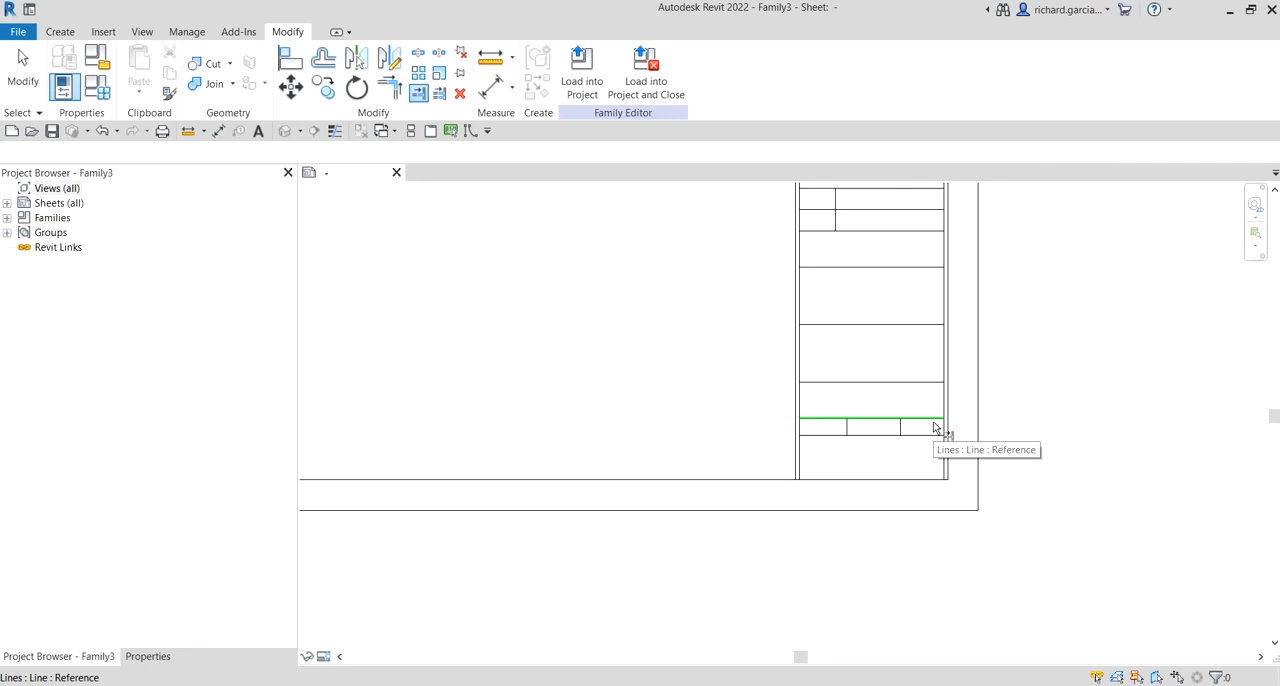 Autodesk Revit 2022 - Family3 - Sheet: -
richard.garcia...
File Create Insert View Manage Add-Ins Modify
Modify
Paste
Cut
Join
Load into
Project
Load into
Project and Close
Select Properties Clipboard Geometry Modify Measure Create Family Editor
Project Browser - Family3
-
Views (all)
Sheets (all)
Families
Groups
Revit Links
Lines : Line : Reference
Project Browser - Family3 Properties
Lines : Line : Reference
:0